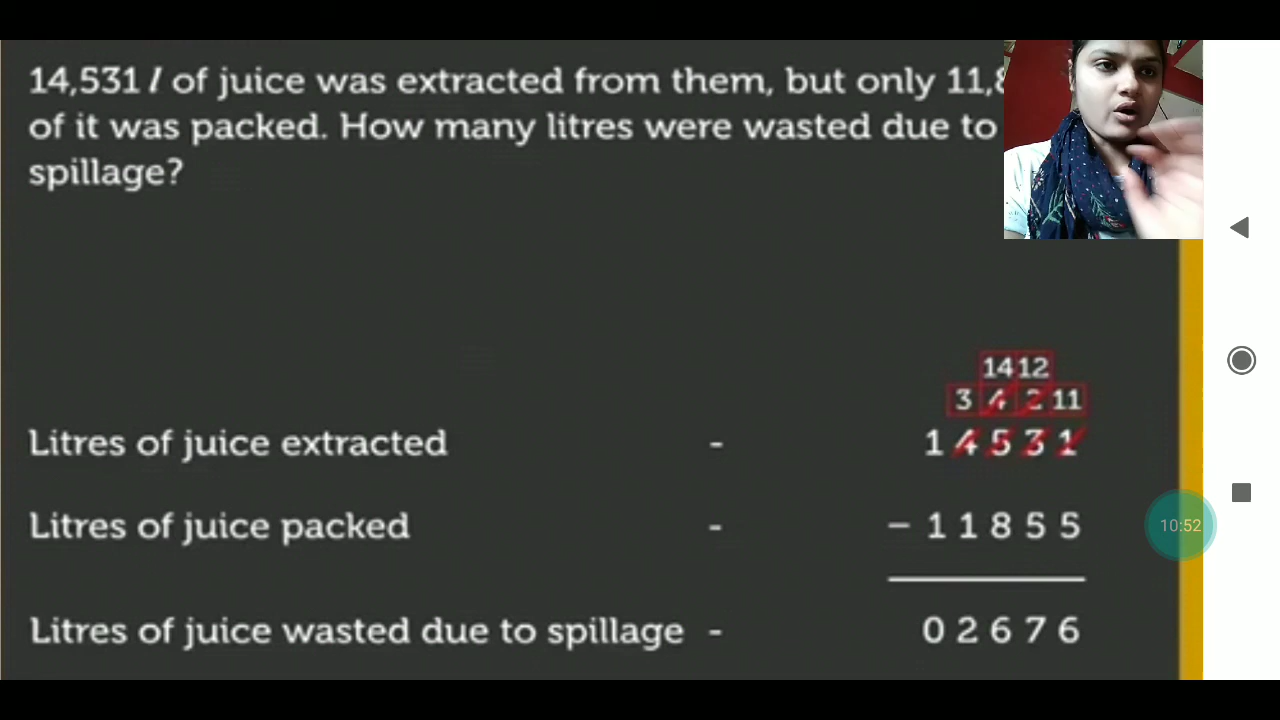 14,531 l of juice was extracted from them, but only 11,8
of it was packed. How many litres were wasted due to
spillage?
14 12
3 4 2 11
Litres of juice extracted - 1 4 5 3 1
Litres of juice packed - − 1 1 8 5 5
10:52
Litres of juice wasted due to spillage - 0 2 6 7 6